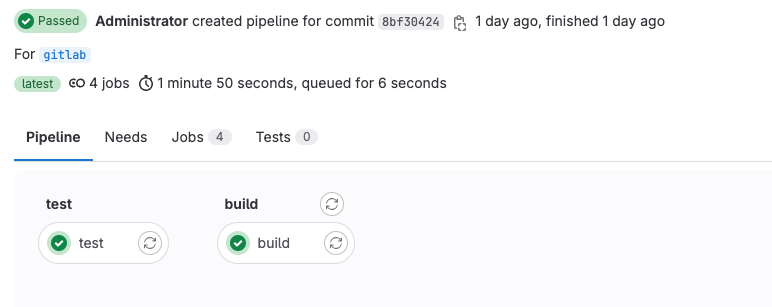 Passed Administrator created pipeline for commit 8bf30424 1 day ago, finished 1 day ago
For gitlab
latest 4 jobs 1 minute 50 seconds, queued for 6 seconds
Pipeline Needs Jobs 4 Tests 0
test build
test build